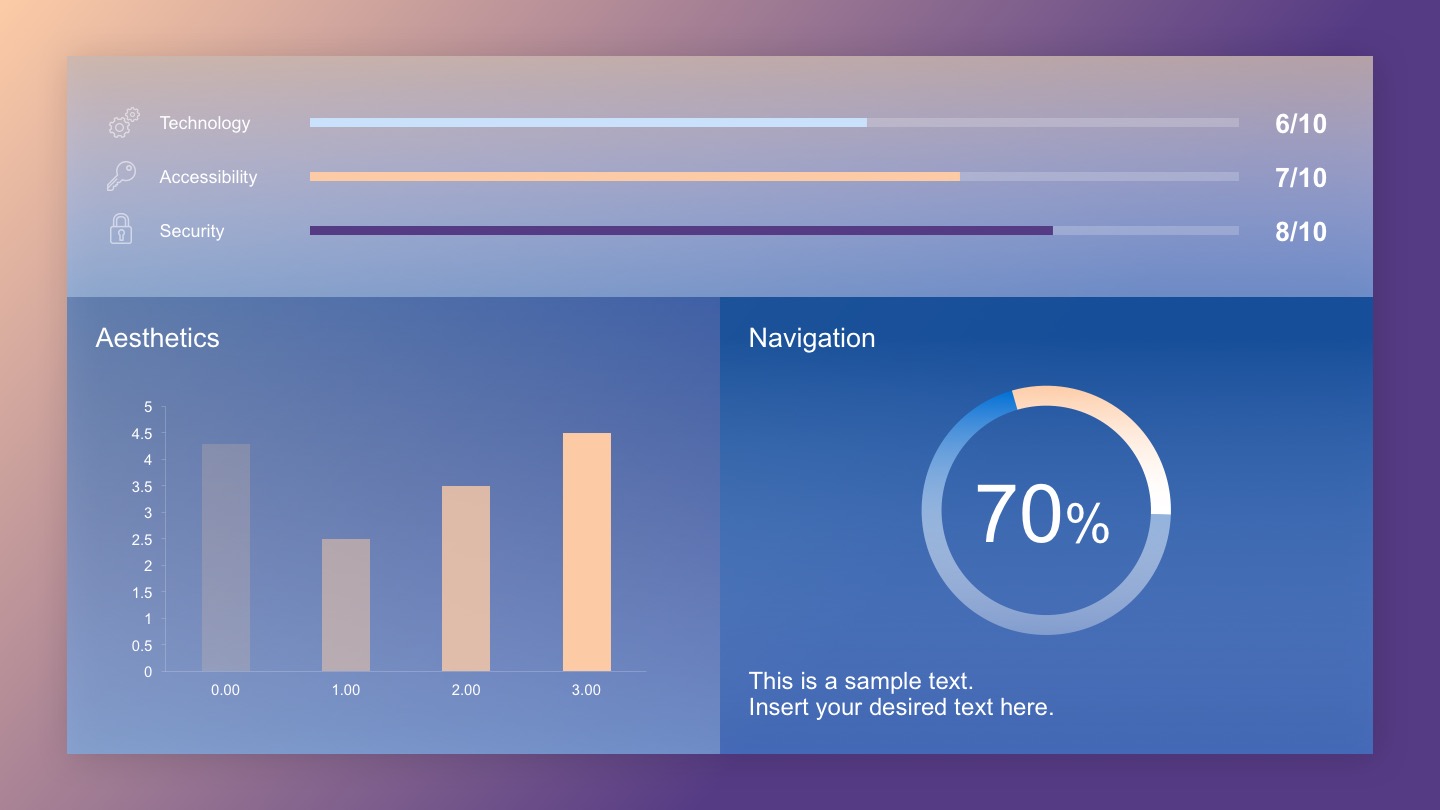 Technology 6/10
Accessibility 7/10
Security 8/10
Aesthetics
5
4.5
4
3.5
3
2.5
2
1.5
1
0.5
0
0.00 1.00 2.00 3.00
Navigation
70%
This is a sample text.
Insert your desired text here.